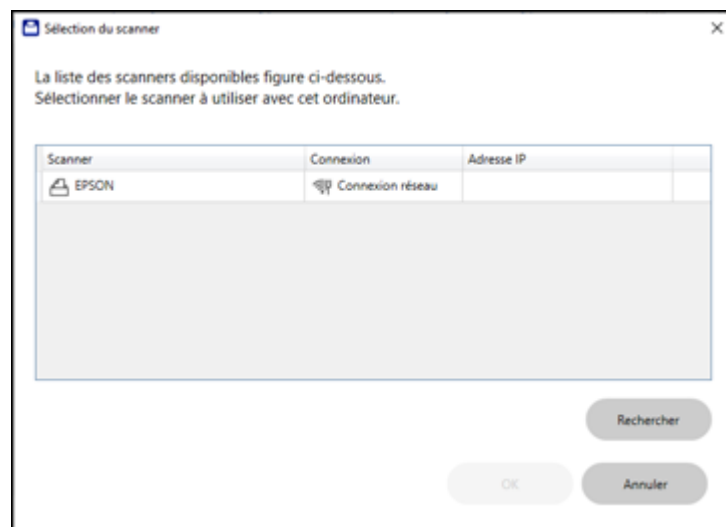 Sélection du scanner
La liste des scanners disponibles figure ci-dessous.
Sélectionner le scanner à utiliser avec cet ordinateur.
Scanner Connexion Adresse IP
EPSON Connexion réseau
Rechercher
OK Annuler